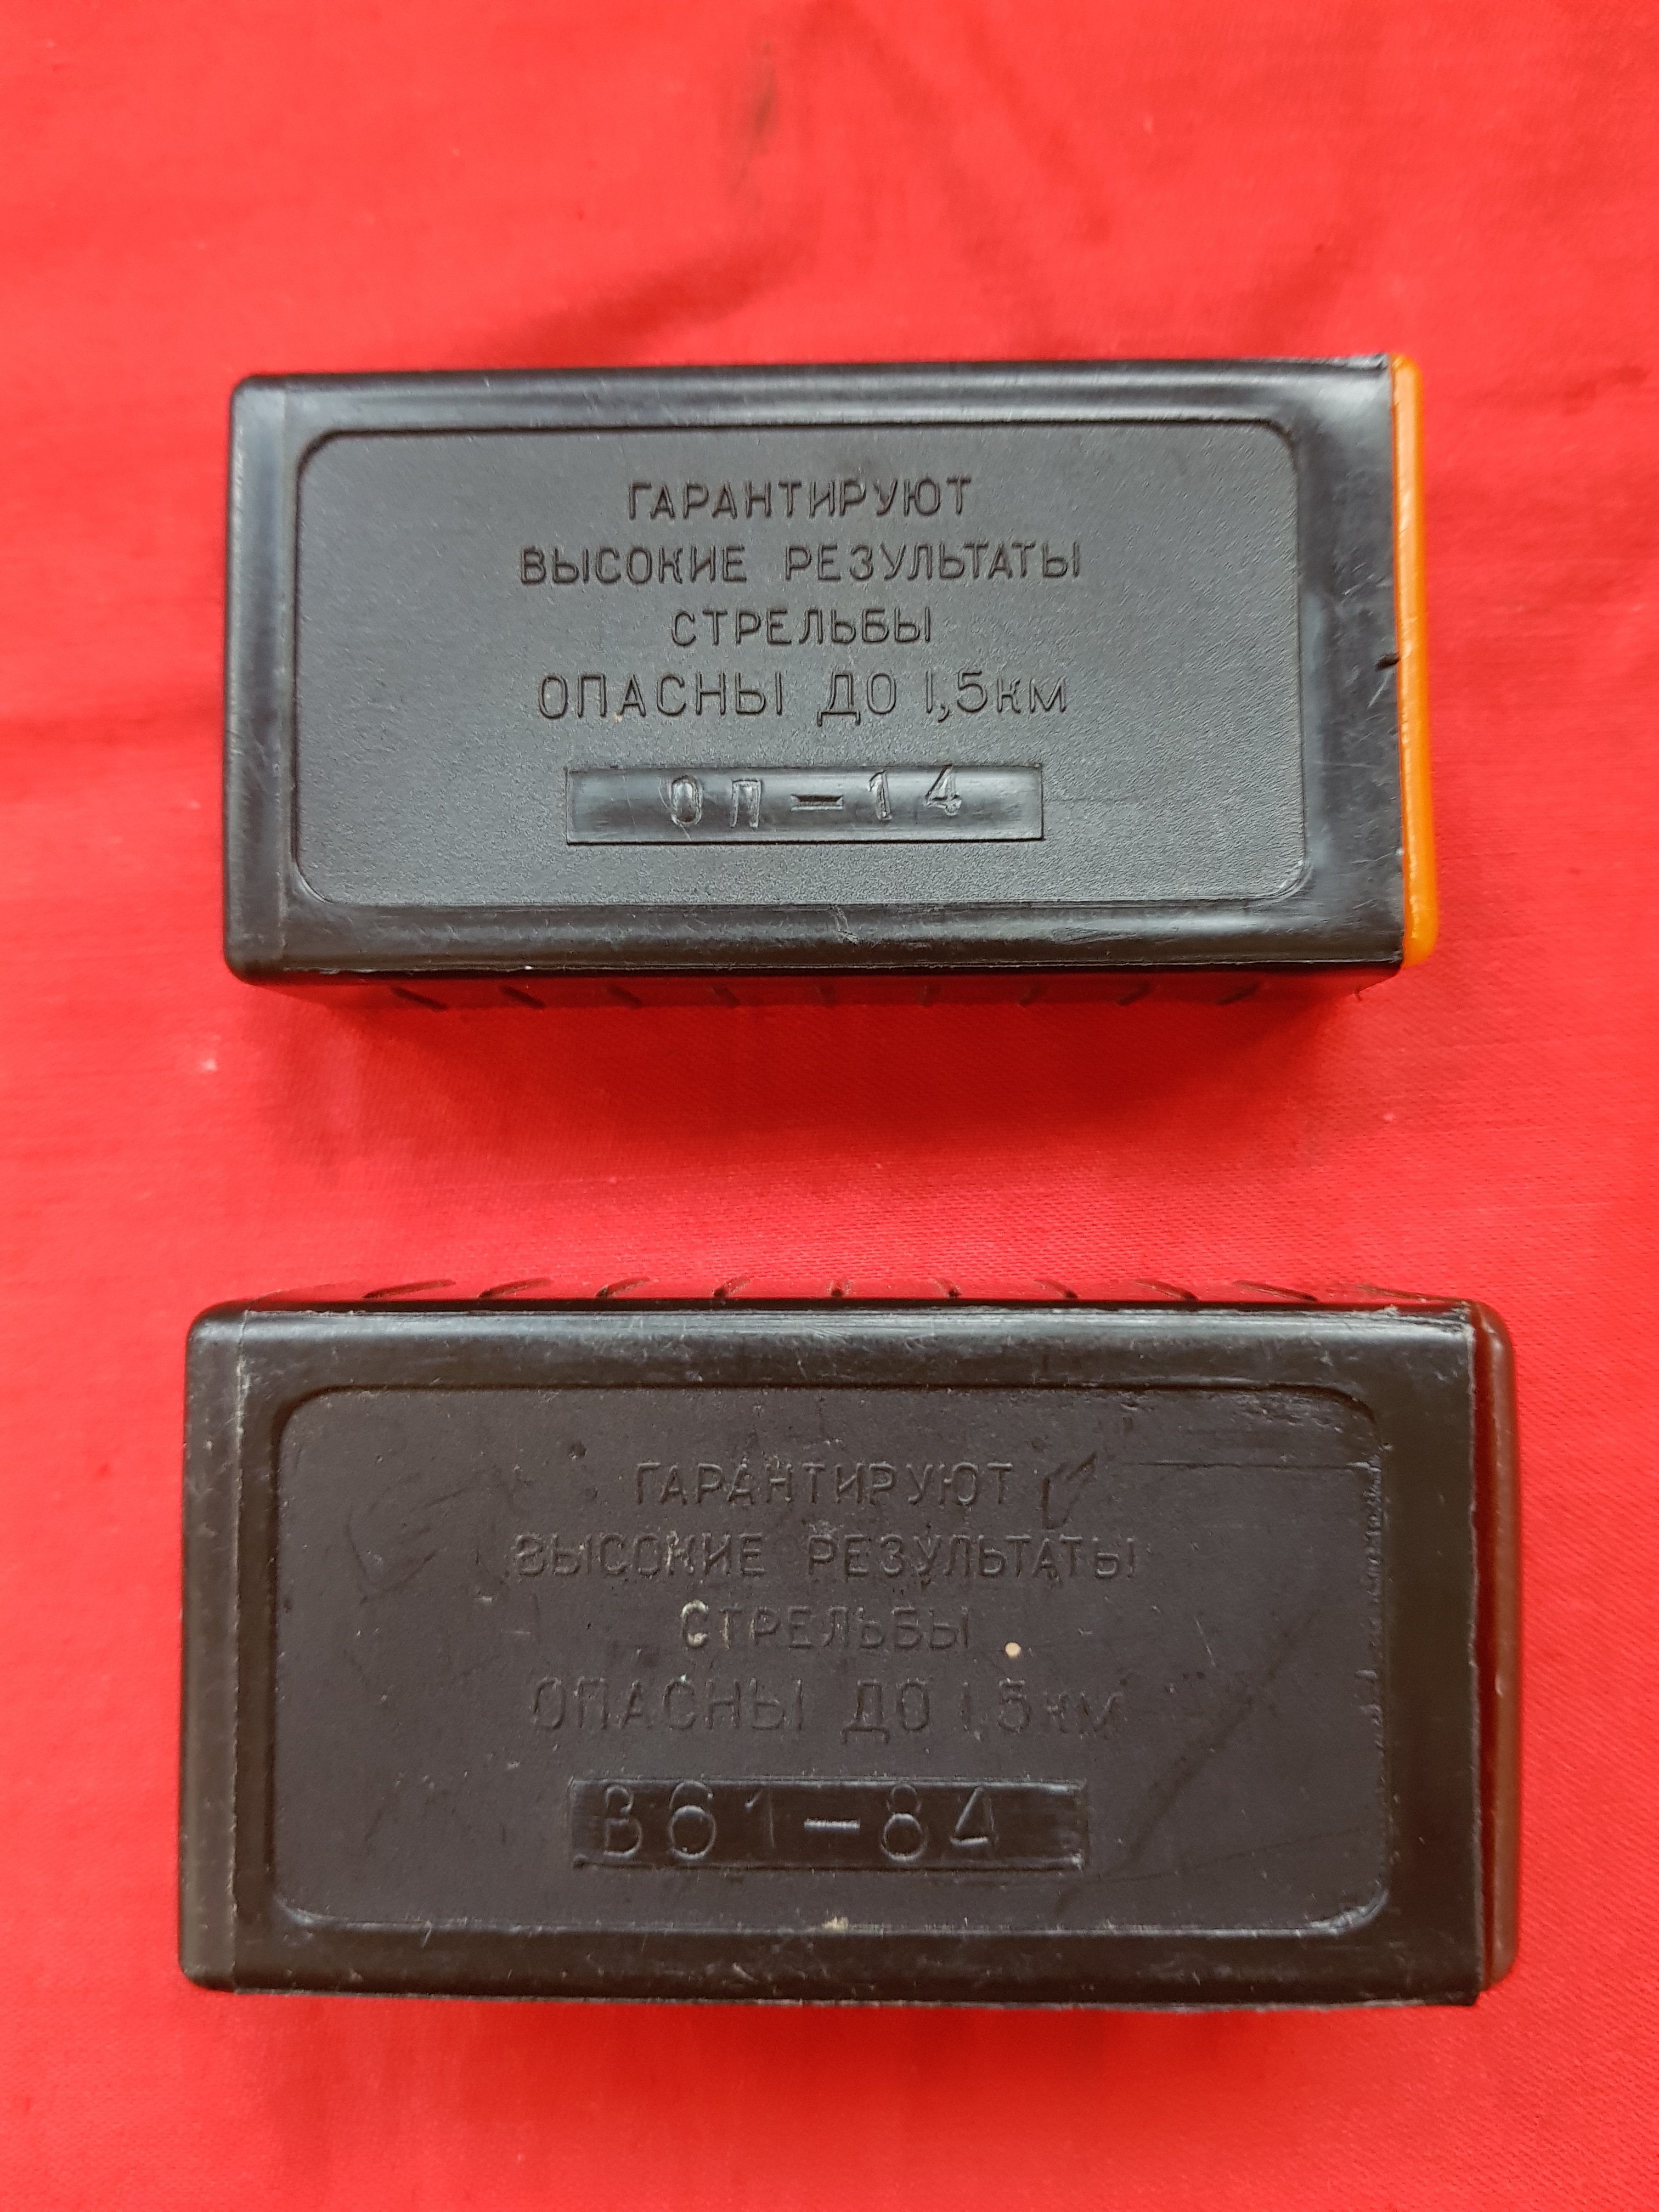 ГАРАНТИРУЮТ
ВЫСОКИЕ РЕЗУЛЬТАТЫ
СТРЕЛЬБЫ
ОПАСНЫ ДО 1,5км
ОП-14
ГАРАНТИРУЮТ
ВЫСОКИЕ РЕЗУЛЬТАТЫ
СТРЕЛЬБЫ
ОПАСНЫ ДО 1,5км
В61-84